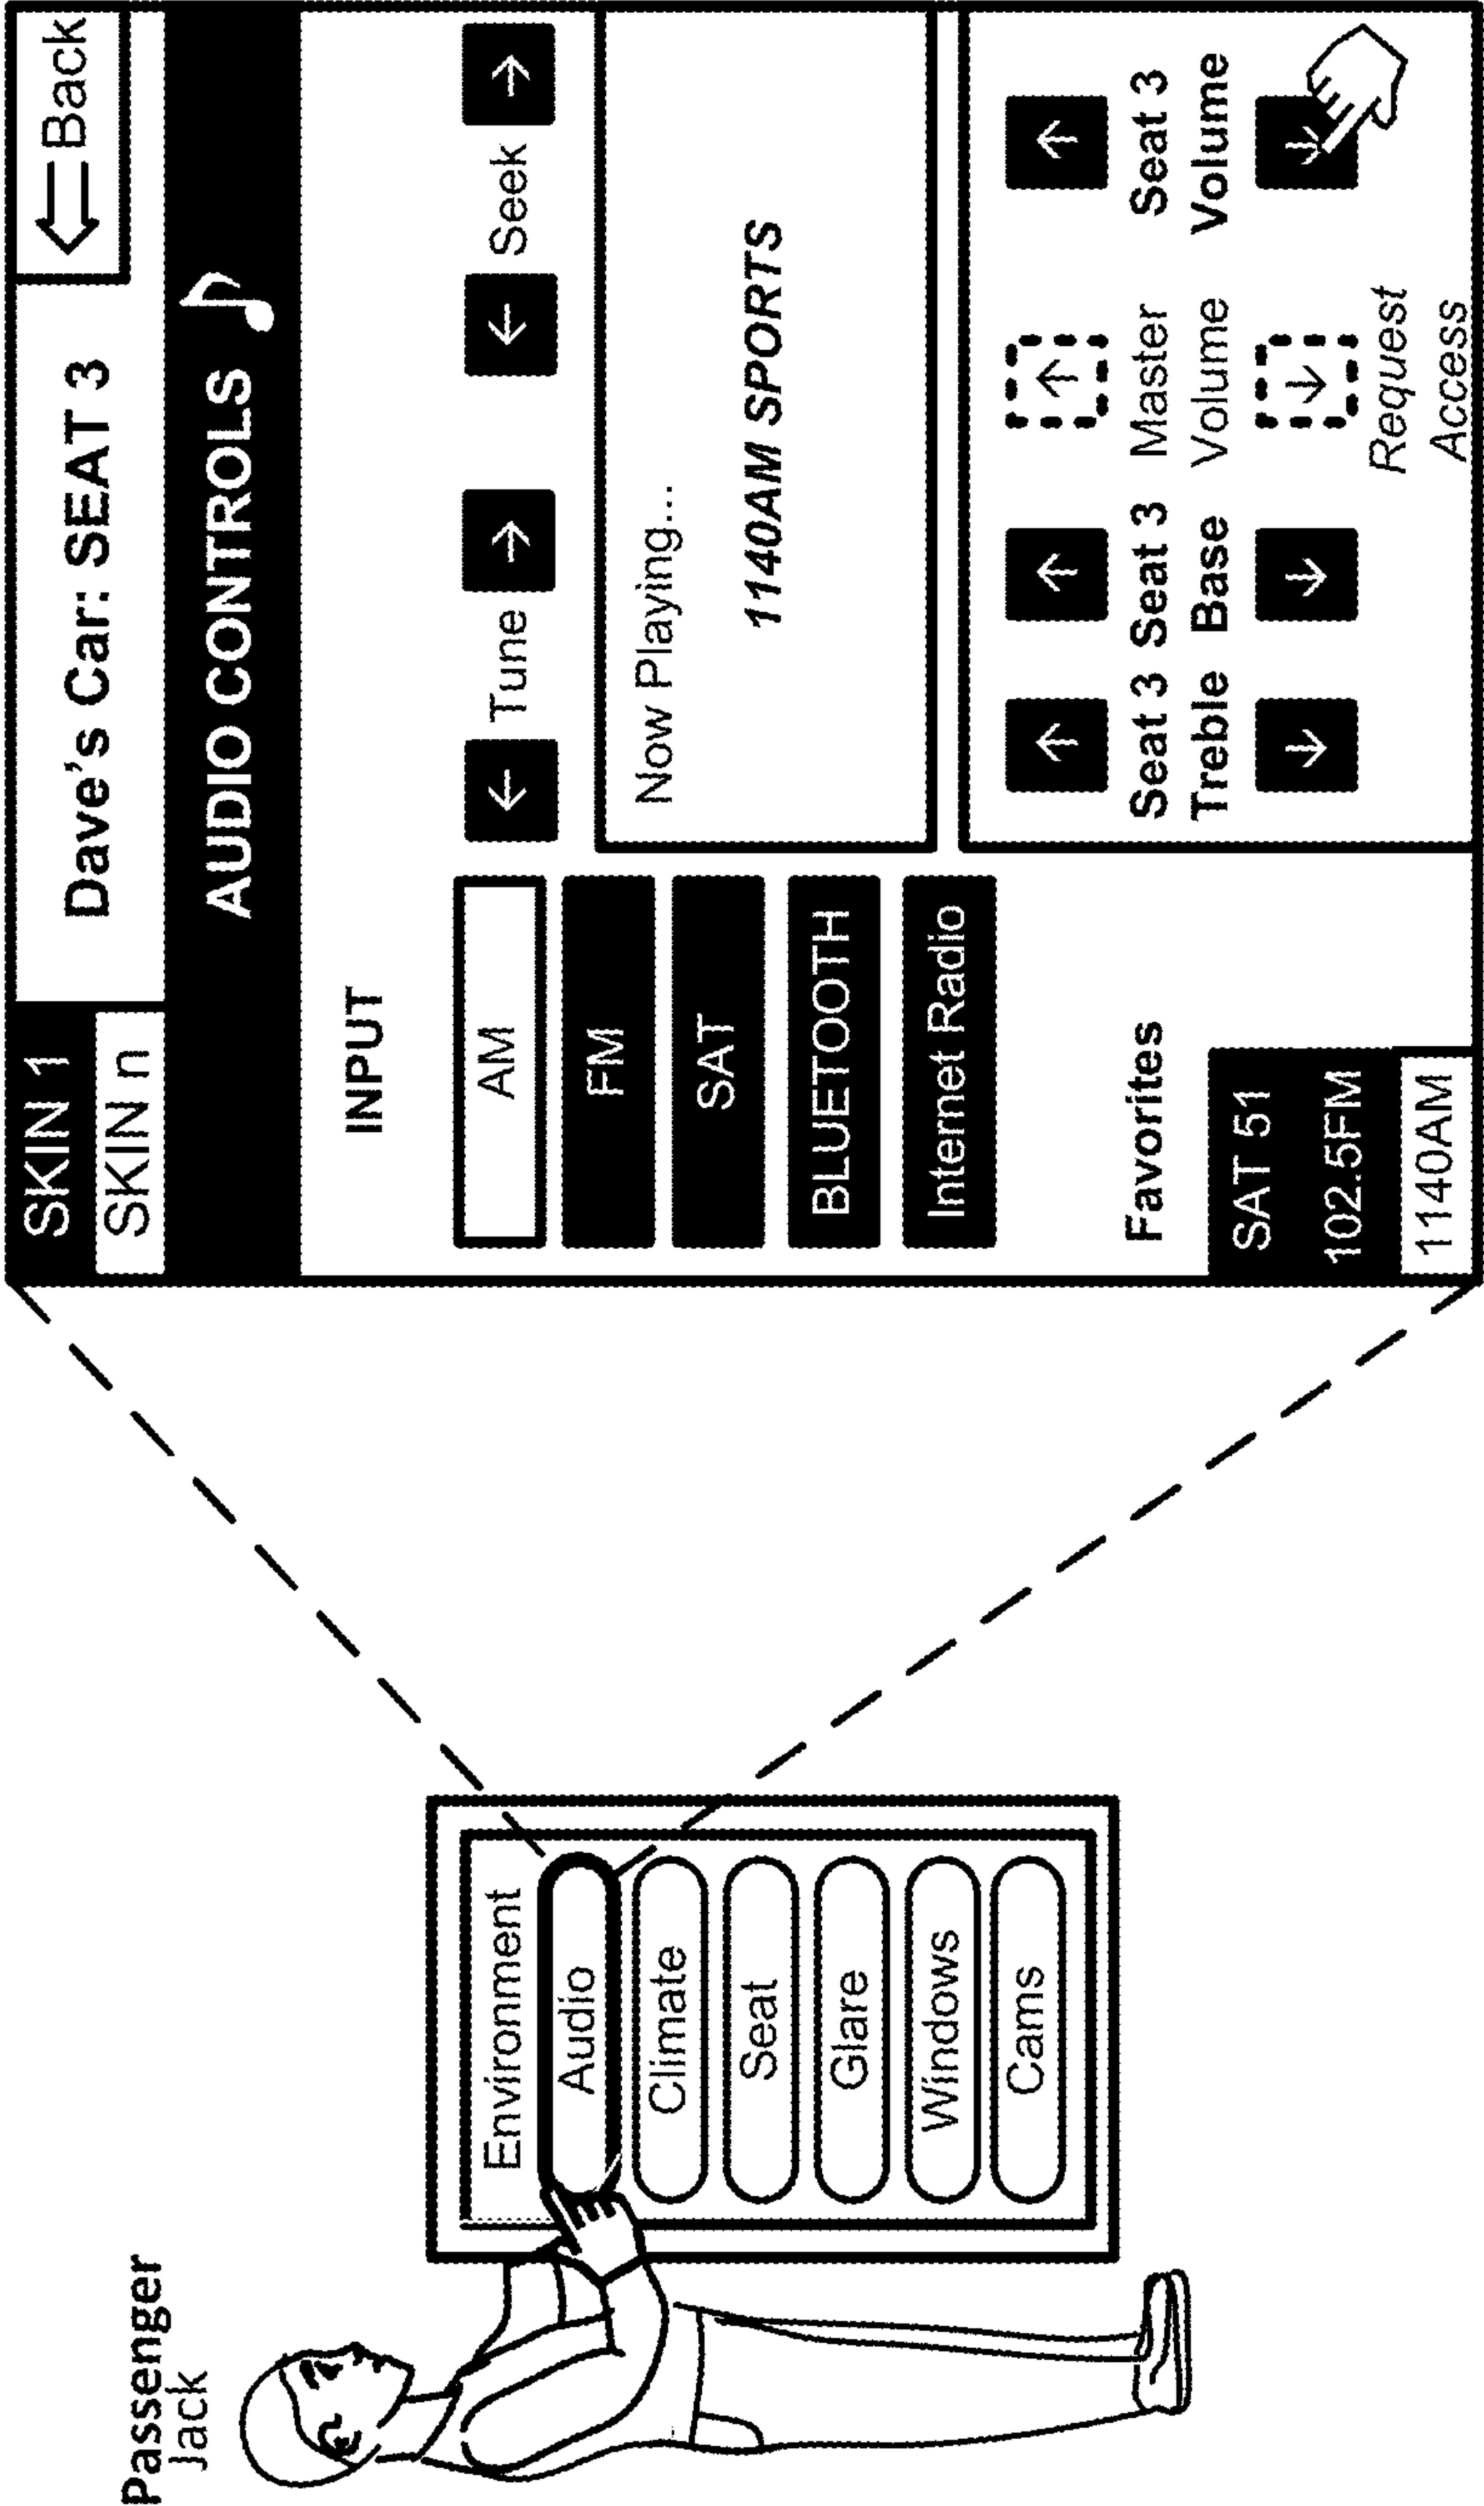 Passenger
Jack
Environment
Audio
Climate
Seat
Glare
Windows
Cams
SKIN 1
SKIN n
Dave's Car: SEAT 3
Back
AUDIO CONTROLS
INPUT
AM
FM
SAT
BLUETOOTH
Internet Radio
Favorites
SAT 51
102.5FM
1140AM
Tune
Seek
Now Playing...
1140AM SPORTS
Seat 3
Treble
Seat 3
Base
Master
Volume
Request
Access
Seat 3
Volume